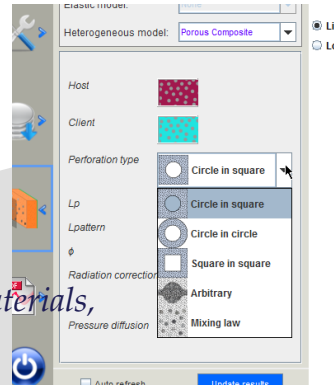 Elastic model:
None
Heterogeneous model: Porous Composite
Li
Lo
Host
Client
Perforation type
Circle in square
Lp
Circle in square
Lpattern
Circle in circle
ϕ
Square in square
Radiation correction
Arbitrary
terials,
Pressure diffusion
Mixing law
Auto refresh
Update results